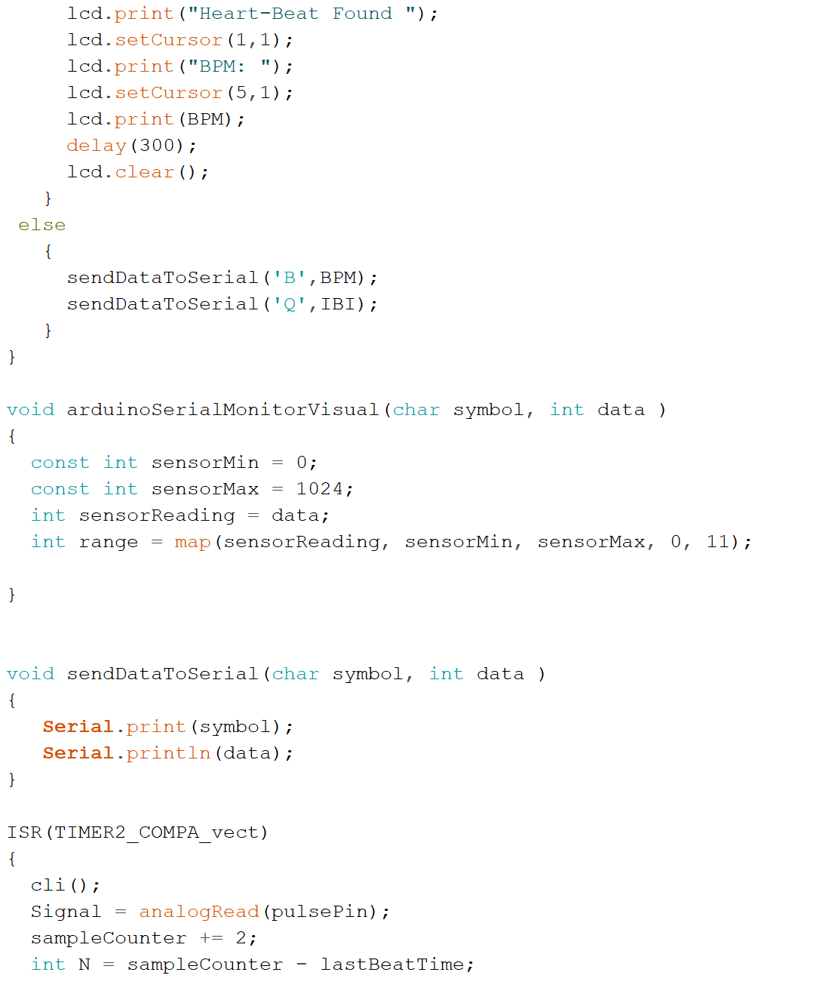 lcd.print("Heart-Beat Found ");
     lcd.setCursor(1,1);
     lcd.print("BPM: ");
     lcd.setCursor(5,1);
     lcd.print(BPM);
     delay(300);
     lcd.clear();
   }
 else
   {
     sendDataToSerial('B',BPM);
     sendDataToSerial('Q',IBI);
   }
}

void arduinoSerialMonitorVisual(char symbol, int data )
{
  const int sensorMin = 0;
  const int sensorMax = 1024;
  int sensorReading = data;
  int range = map(sensorReading, sensorMin, sensorMax, 0, 11);

}


void sendDataToSerial(char symbol, int data )
{
   Serial.print(symbol);
   Serial.println(data);
}

ISR(TIMER2_COMPA_vect)
{
  cli();
  Signal = analogRead(pulsePin);
  sampleCounter += 2;
  int N = sampleCounter - lastBeatTime;